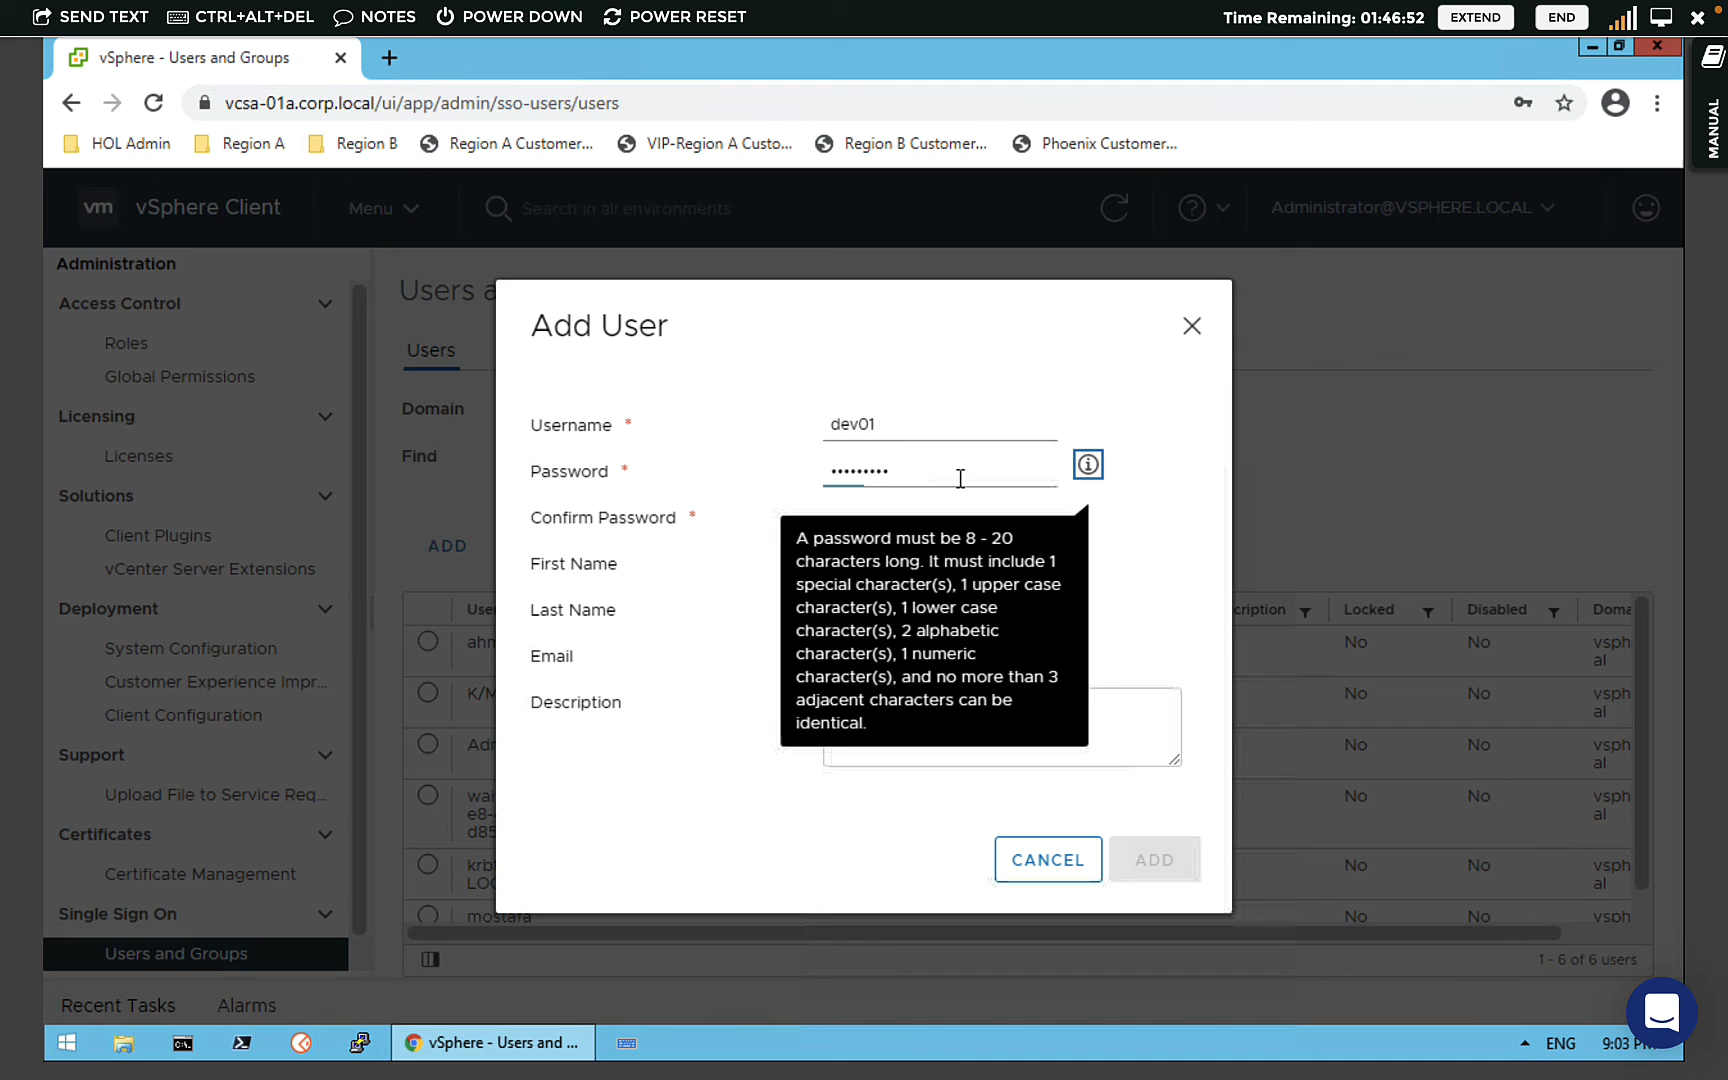 SEND TEXT CTRL+ALT+DEL NOTES POWER DOWN POWER RESET Time Remaining: 01:46:52 EXTEND END
MANUAL
vSphere - Users and Groups
vcsa-01a.corp.local/ui/app/admin/sso-users/users
HOL Admin Region A Region B Region A Customer... VIP-Region A Custo... Region B Customer... Phoenix Customer...
vm vSphere Client Menu Search in all environments Administrator@VSPHERE.LOCAL
Administration
Access Control
Roles
Global Permissions
Licensing
Licenses
Solutions
Client Plugins
vCenter Server Extensions
Deployment
System Configuration
Customer Experience Impr...
Client Configuration
Support
Upload File to Service Req...
Certificates
Certificate Management
Single Sign On
Users and Groups
Users a
Users
Domain
Find
ADD
Use cription Locked Disabled Doma
ahm No No vsph
al
K/M No No vsph
al
Adr No No vsph
al
wai No No vsph
e8- al
d85
krb No No vsph
LOC al
mostafa No No vsph
1 - 6 of 6 users
Add User
Username * dev01
Password * •••••••••
Confirm Password *
First Name
Last Name
Email
Description
A password must be 8 - 20
characters long. It must include 1
special character(s), 1 upper case
character(s), 1 lower case
character(s), 2 alphabetic
character(s), 1 numeric
character(s), and no more than 3
adjacent characters can be
identical.
CANCEL ADD
Recent Tasks Alarms
vSphere - Users and ... ENG 9:03 PM